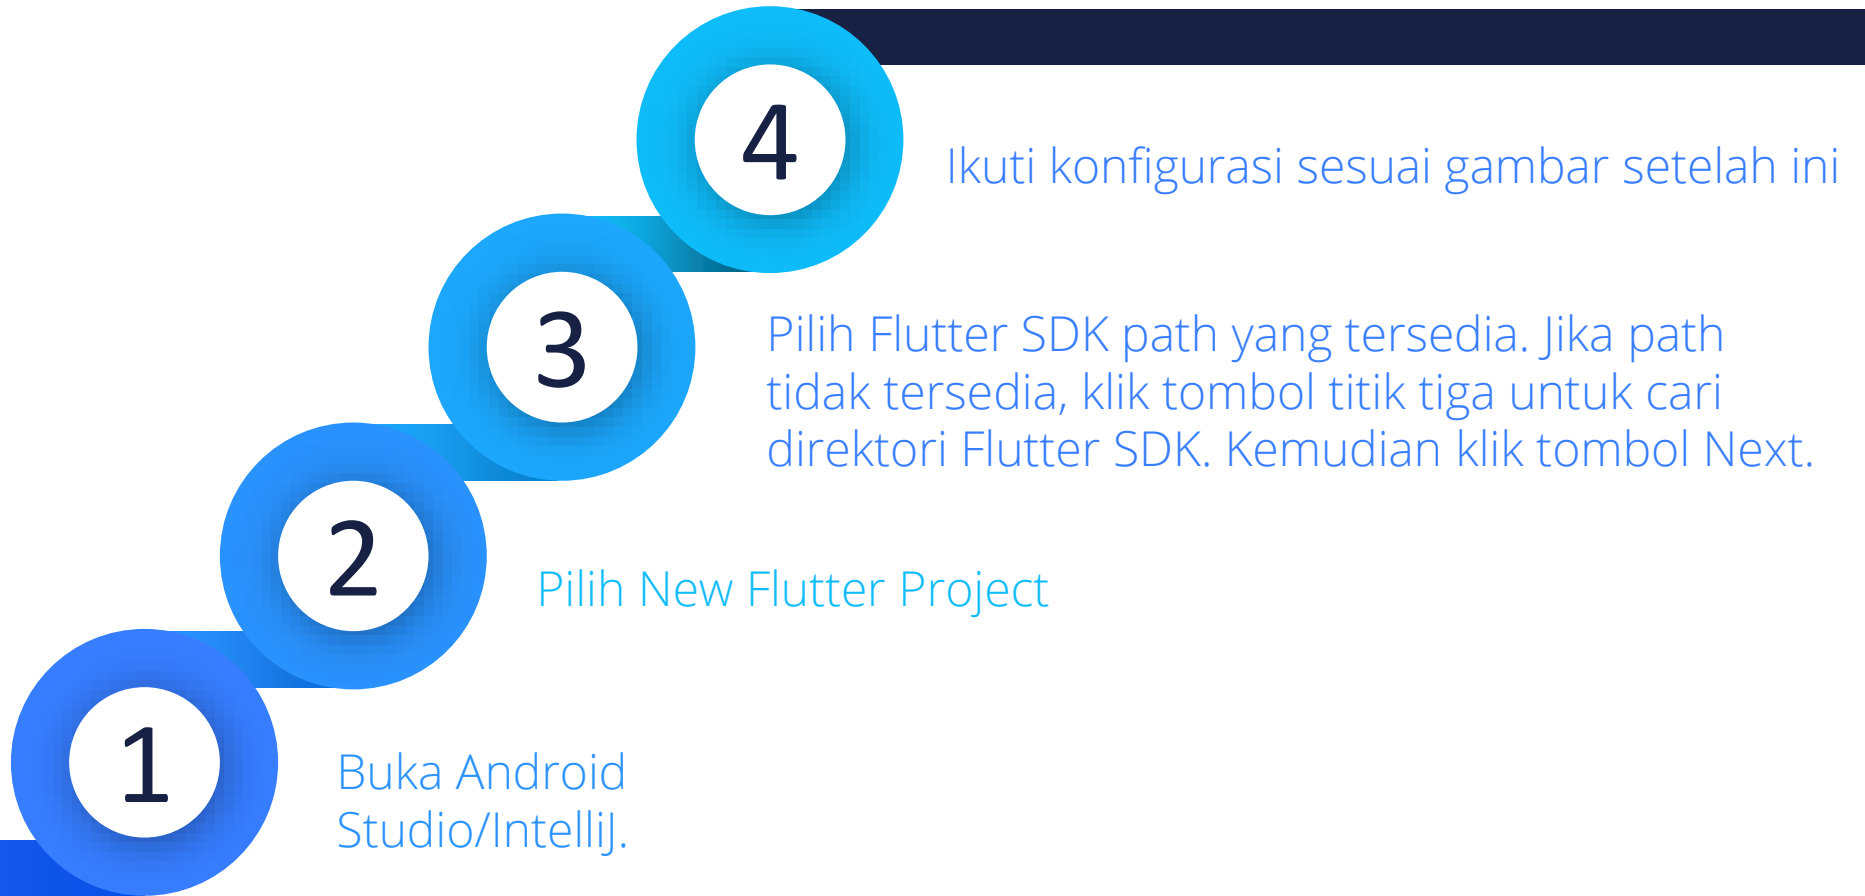 4
Ikuti konfigurasi sesuai gambar setelah ini
3
Pilih Flutter SDK path yang tersedia. Jika path
tidak tersedia, klik tombol titik tiga untuk cari
direktori Flutter SDK. Kemudian klik tombol Next.
2
Pilih New Flutter Project
1
Buka Android
Studio/IntelliJ.